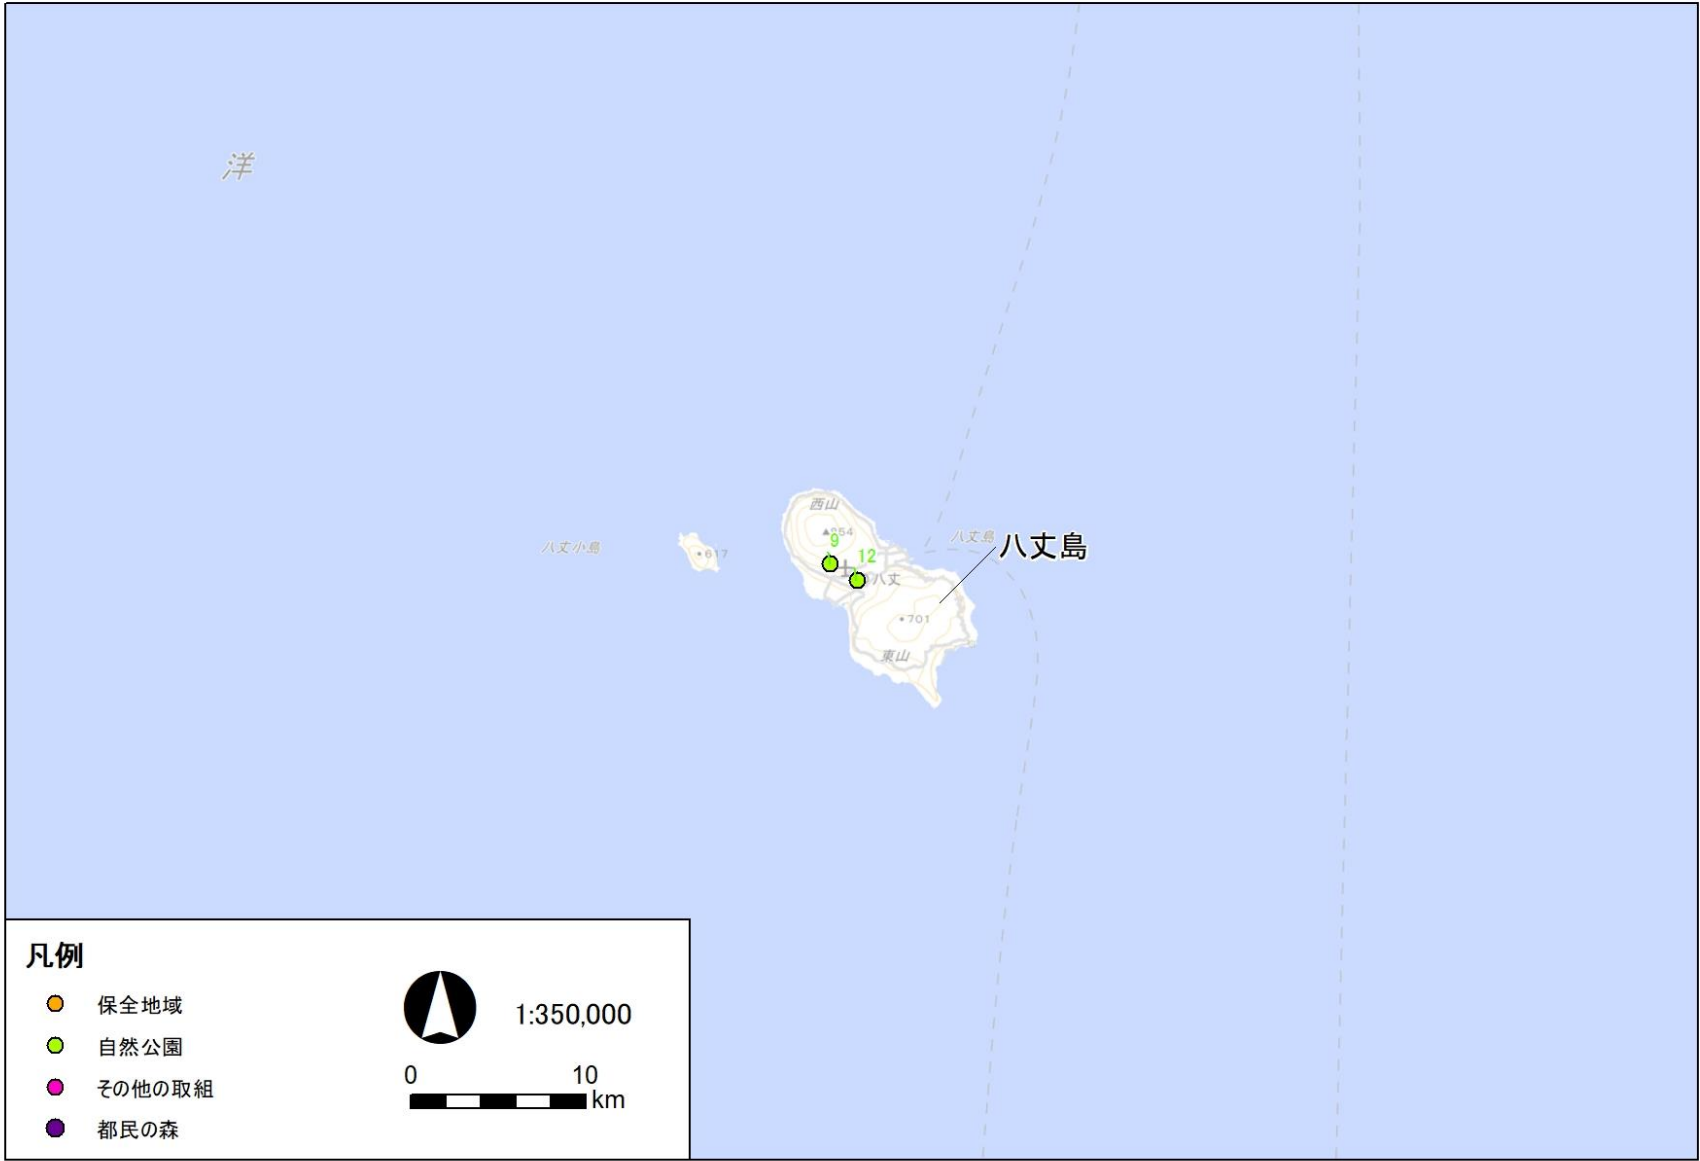 洋
西山
854
9
12
八丈島
八丈島
八丈小島
617
八丈
701
東山
凡例
保全地域
自然公園
その他の取組
都民の森
1:350,000
0 10
km